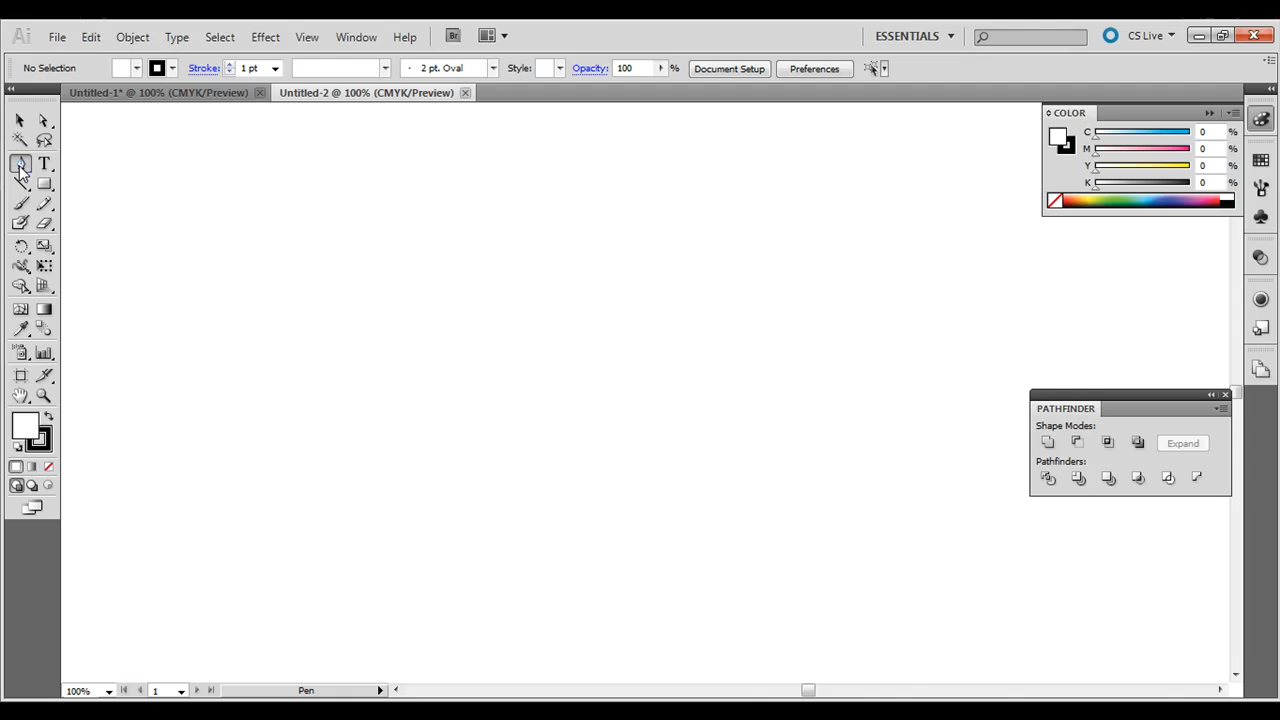 Ai File Edit Object Type Select Effect View Window Help Br ESSENTIALS CS Live
No Selection Stroke: 1 pt 2 pt. Oval Style: Opacity: 100 % Document Setup Preferences
Untitled-1* @ 100% (CMYK/Preview) Untitled-2 @ 100% (CMYK/Preview)
COLOR
C 0 %
M 0 %
Y 0 %
K 0 %
T
PATHFINDER
Shape Modes:
Expand
Pathfinders:
100% 1 Pen